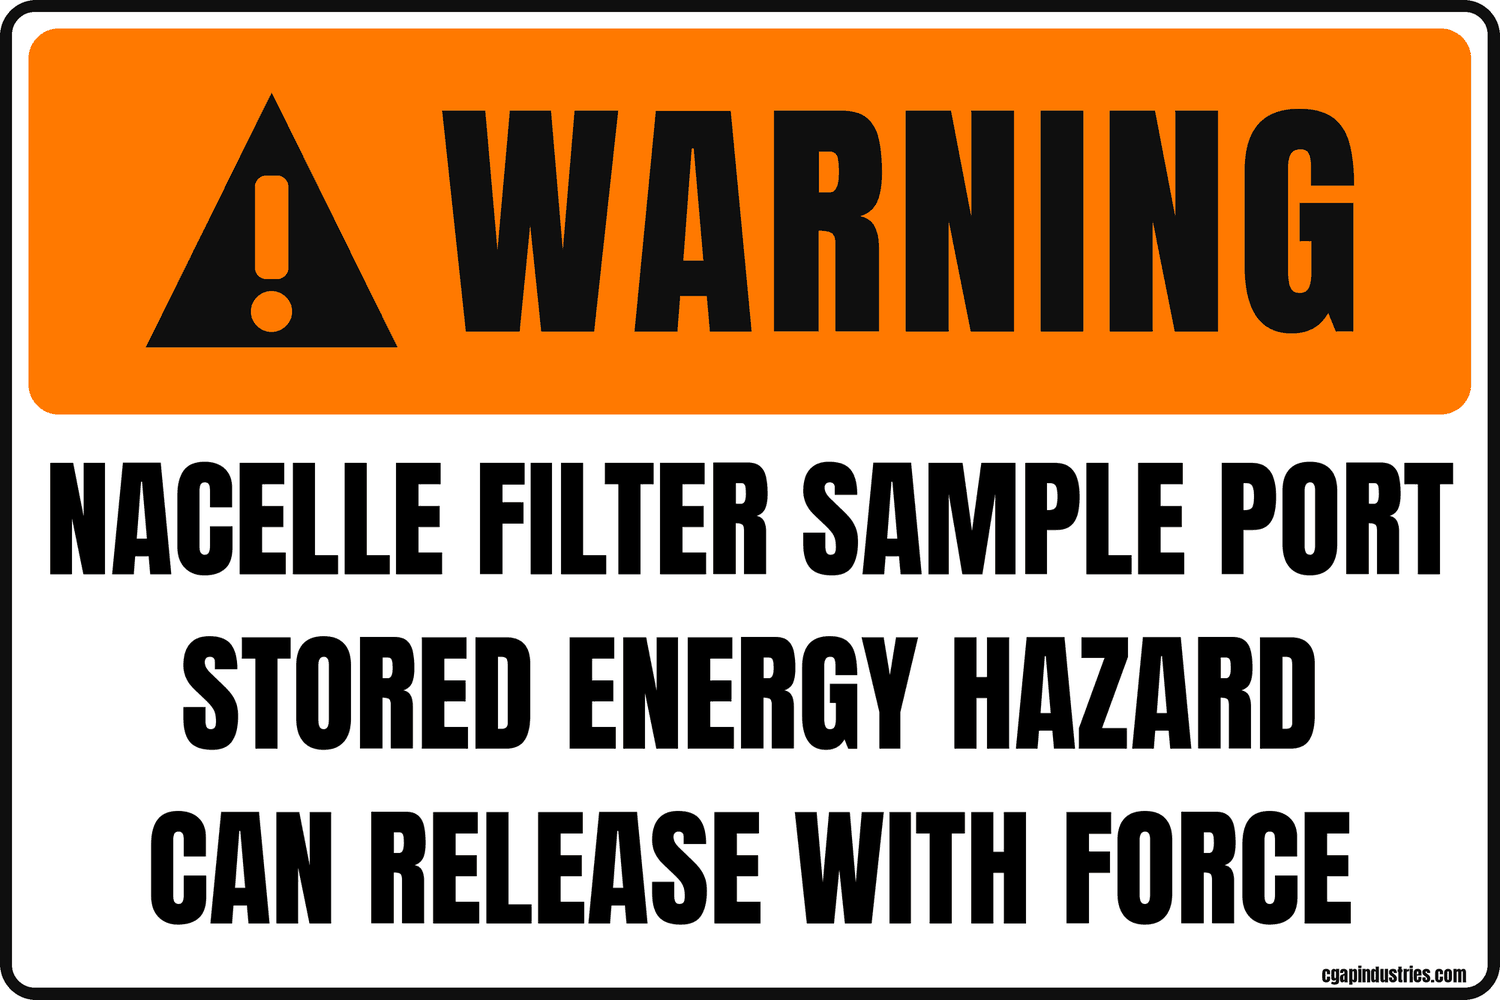 WARNING
NACELLE FILTER SAMPLE PORT
STORED ENERGY HAZARD
CAN RELEASE WITH FORCE
cgapindustries.com